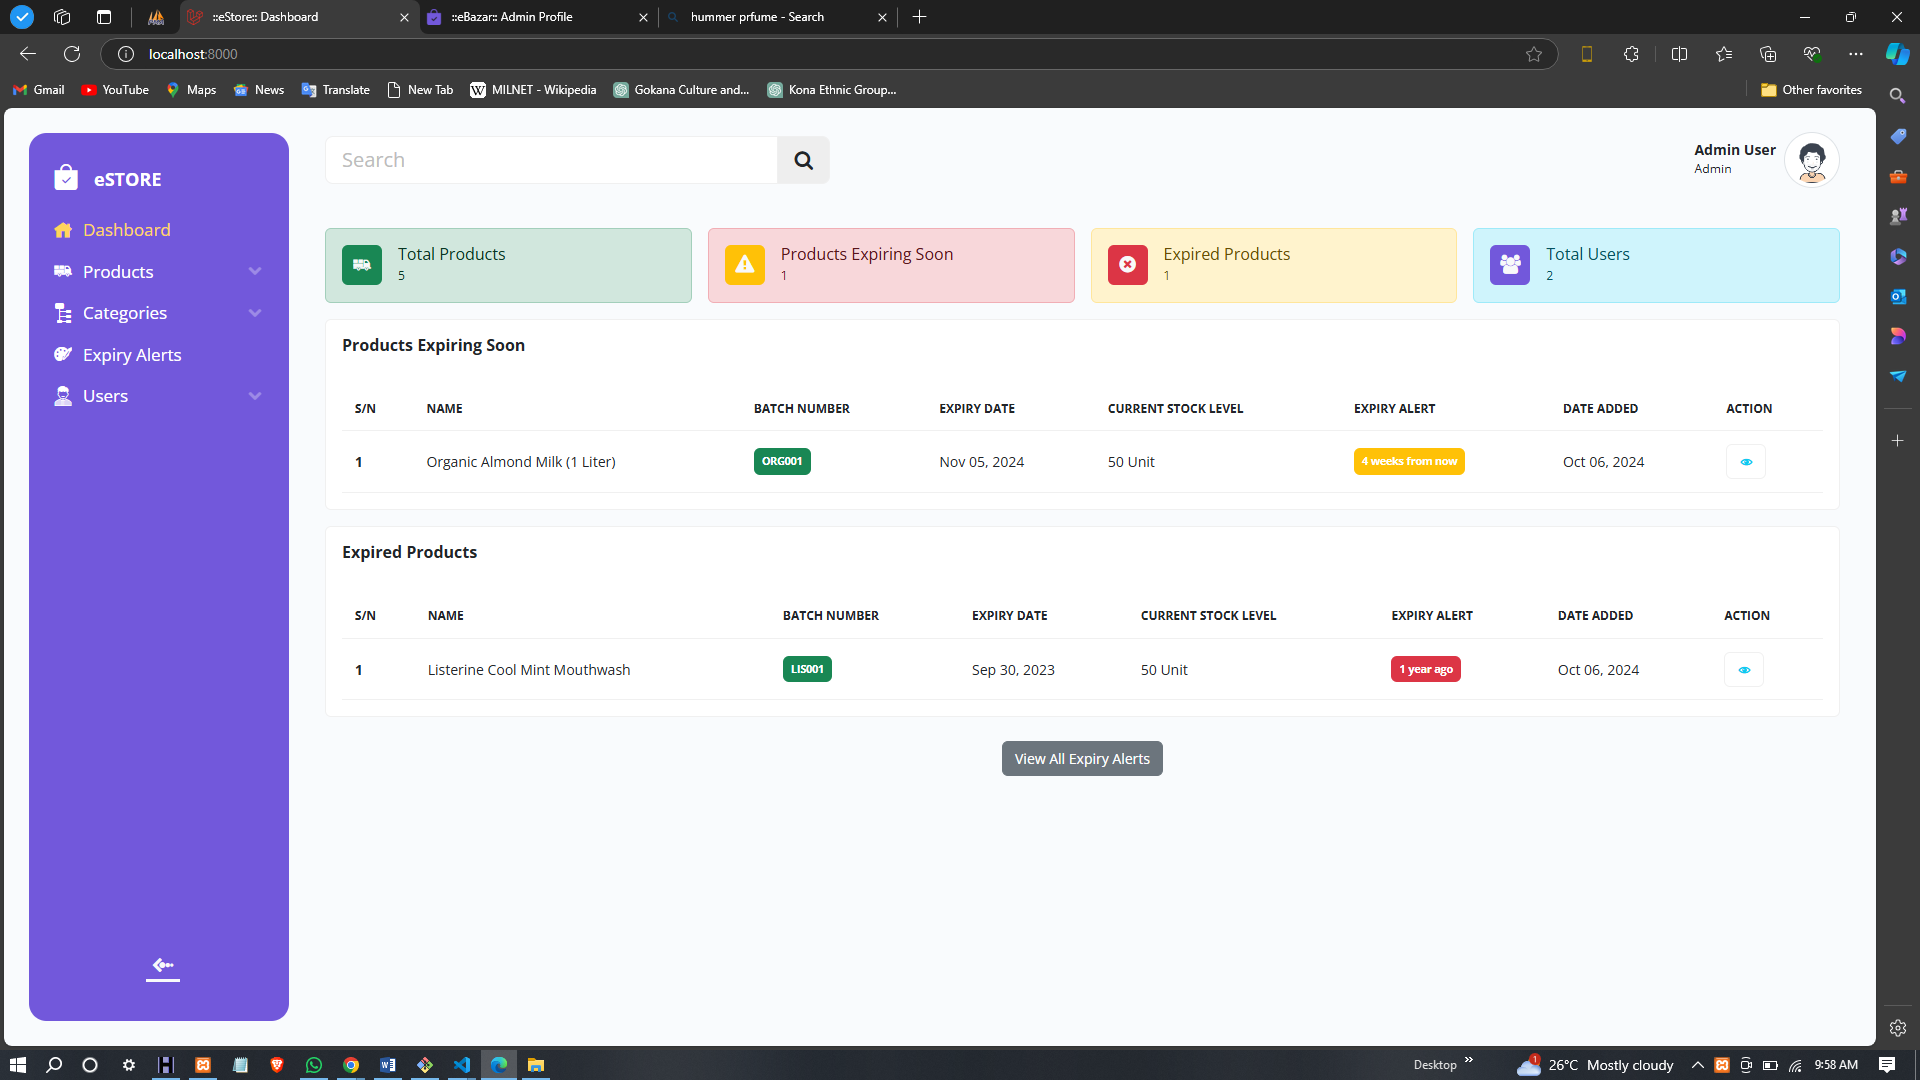 ::eStore:: Dashboard
::eBazar:: Admin Profile
hummer prfume - Search
localhost:8000
Gmail
YouTube
Maps
News
Translate
New Tab
MILNET - Wikipedia
Gokana Culture and...
Kona Ethnic Group...
Other favorites
eSTORE
Dashboard
Products
Categories
Expiry Alerts
Users
Search
Admin User
Admin
Total Products
5
Products Expiring Soon
1
Expired Products
1
Total Users
2
Products Expiring Soon
S/N NAME BATCH NUMBER EXPIRY DATE CURRENT STOCK LEVEL EXPIRY ALERT DATE ADDED ACTION
1 Organic Almond Milk (1 Liter) ORG001 Nov 05, 2024 50 Unit 4 weeks from now Oct 06, 2024
Expired Products
S/N NAME BATCH NUMBER EXPIRY DATE CURRENT STOCK LEVEL EXPIRY ALERT DATE ADDED ACTION
1 Listerine Cool Mint Mouthwash LIS001 Sep 30, 2023 50 Unit 1 year ago Oct 06, 2024
View All Expiry Alerts
Desktop
1
26°C Mostly cloudy
9:58 AM